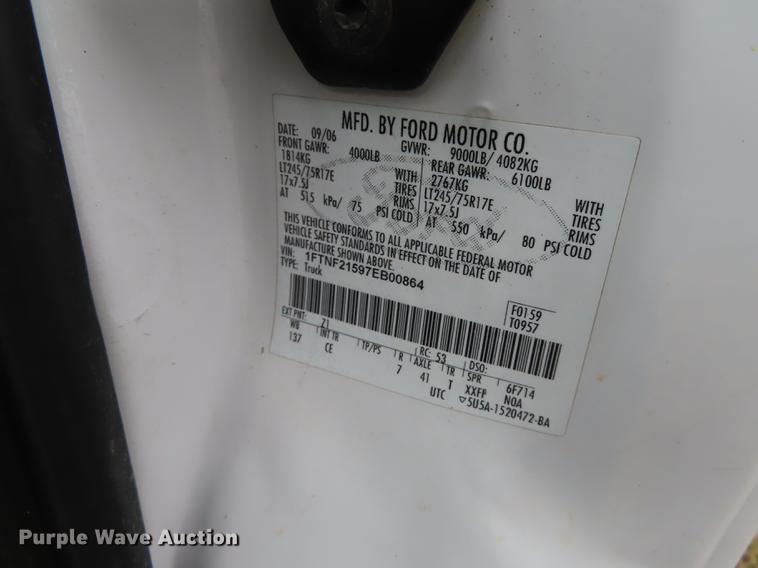 MFD. BY FORD MOTOR CO.
DATE: 09/06 GVWR: 9000LB/ 4082KG
FRONT GAWR: 4000LB REAR GAWR: 6100LB
1814KG WITH 2767KG WITH
LT245/75R17E TIRES LT245/75R17E TIRES
17x7.5J RIMS 17x7.5J RIMS
AT 515 kPa/ 75 PSI COLD AT 550 kPa/ 80 PSI COLD
THIS VEHICLE CONFORMS TO ALL APPLICABLE FEDERAL MOTOR
VEHICLE SAFETY STANDARDS IN EFFECT ON THE DATE OF
MANUFACTURE SHOWN ABOVE.
VIN: 1FTNF21597EB00864
TYPE: Truck
F0159
T0957
EXT PNT: Z1 RC: 53 DSO:
WB INT TR TP/PS R AXLE TR SPR 6F714
137 CE 7 41 T XXFF N0A
UTC ▽5U5A-1520472-BA
Ford
Purple Wave Auction